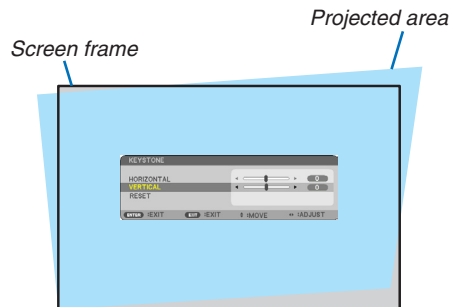 Projected area
Screen frame
KEYSTONE
HORIZONTAL 0
VERTICAL 0
RESET
ENTER :EXIT EXIT :EXIT :MOVE :ADJUST